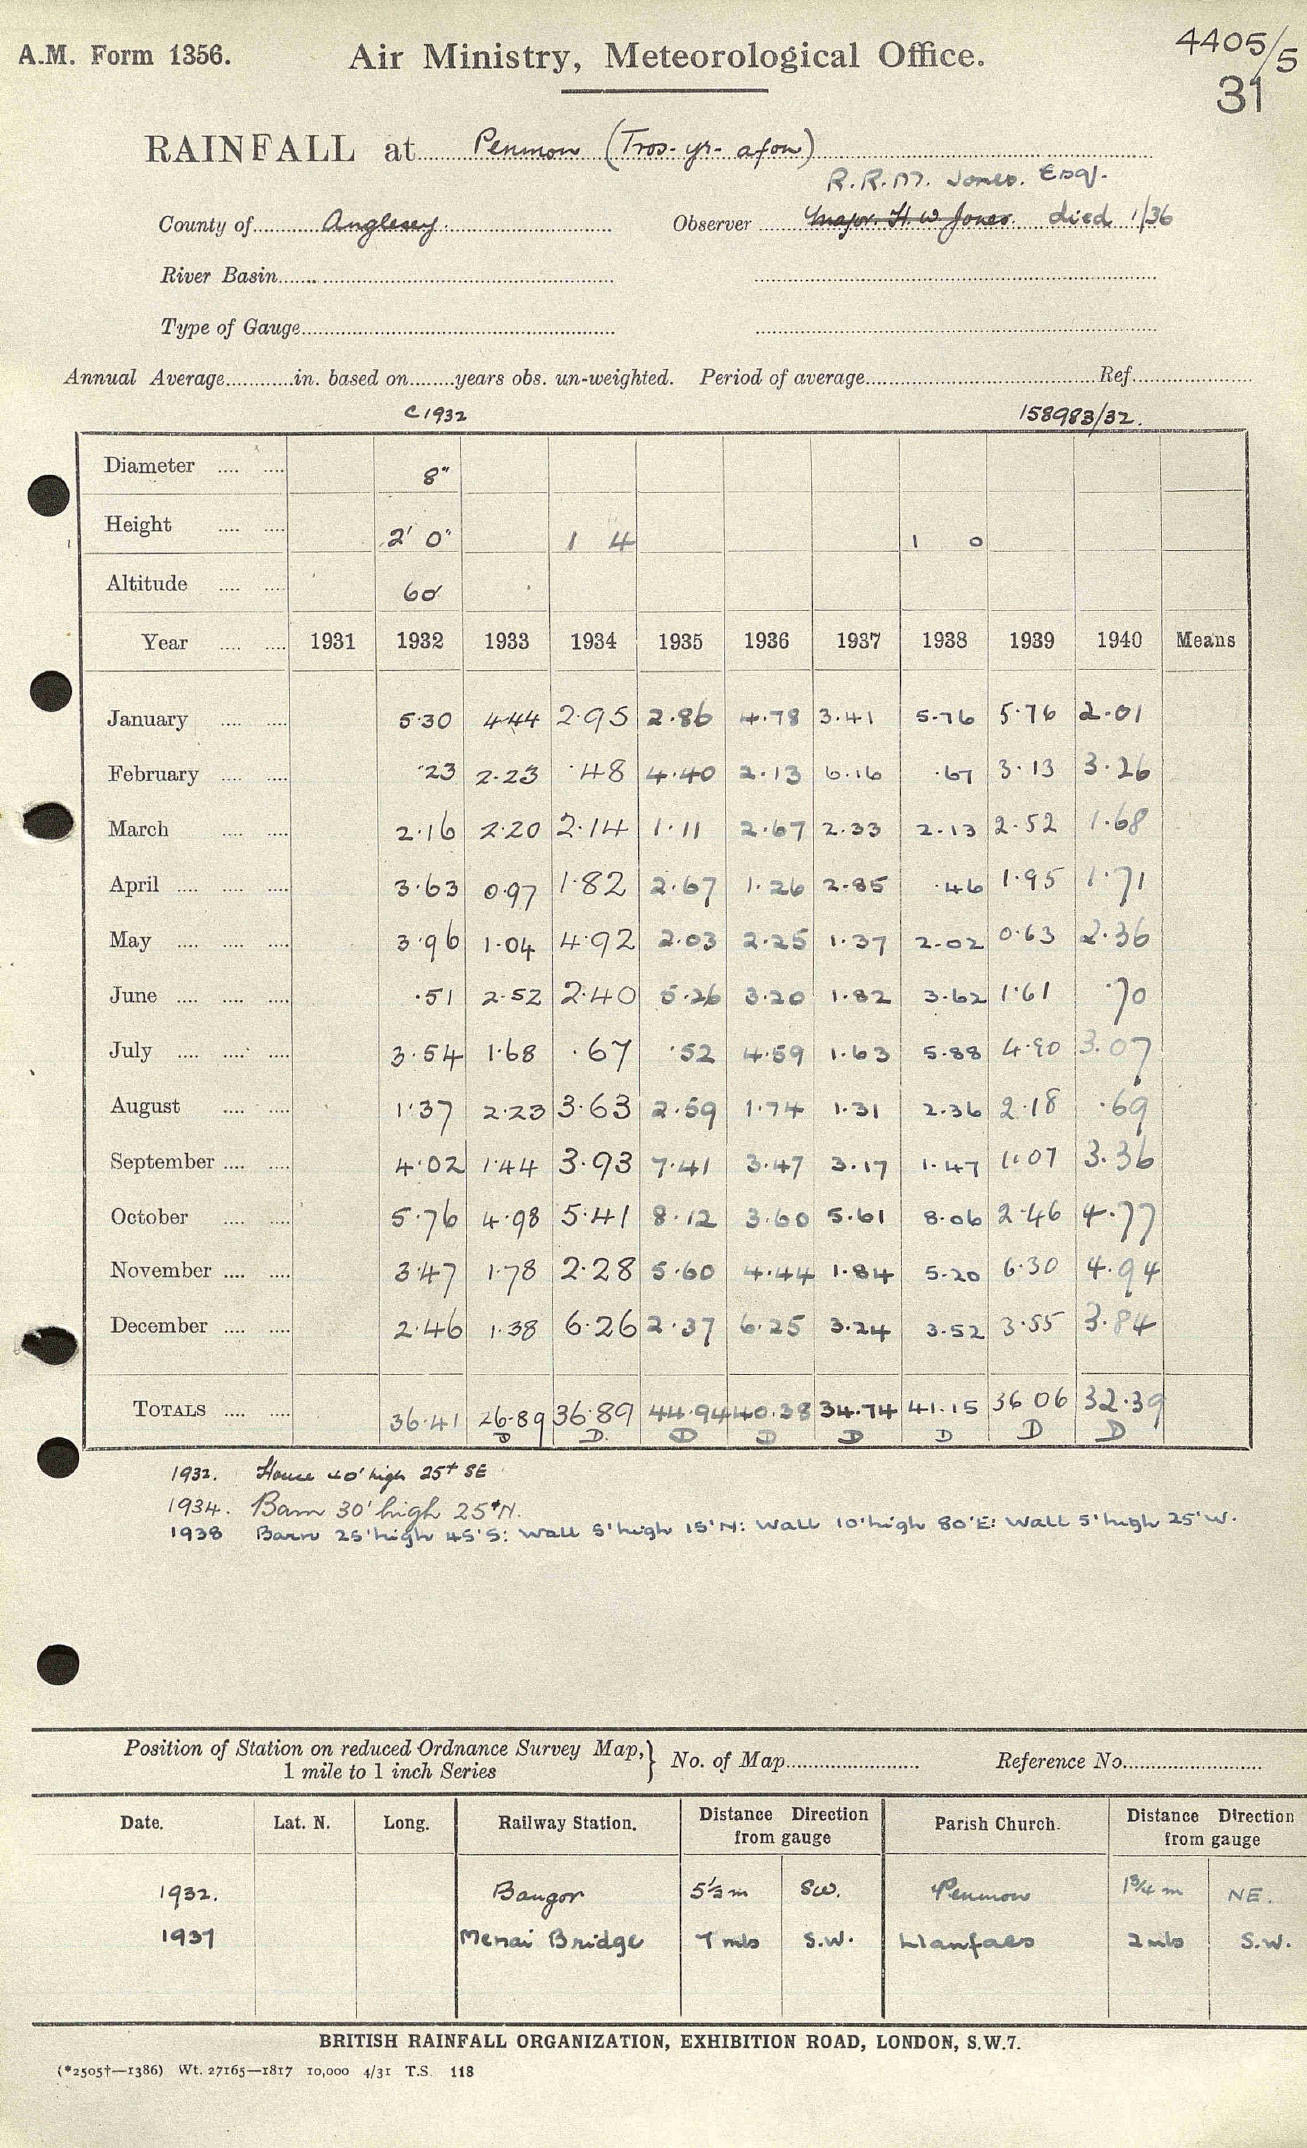 A.M. Form 1356. Air Ministry, Meteorological Office. 4405/5
31
RAINFALL at Penmon (Tros-yr-afon)
R.R.M. Jones. Esq.
County of Anglesey. Observer Major. H. W. Jones. died 1/36
River Basin
Type of Gauge
Annual Average in. based on years obs. un-weighted. Period of average Ref.
c1932 158983/32.
Diameter 8"
Height 2' 0" 1 4 1 0
Altitude 60'
Year 1931 1932 1933 1934 1935 1936 1937 1938 1939 1940 Means
January 5.30 4.44 2.95 2.86 4.78 3.41 5.76 5.76 2.01
February .23 2.23 .48 4.40 2.13 6.16 .67 3.13 3.26
March 2.16 2.20 2.14 1.11 2.67 2.33 2.13 2.52 1.68
April 3.63 0.97 1.82 2.67 1.26 2.85 .46 1.95 1.71
May 3.96 1.04 4.92 2.03 2.25 1.37 2.02 0.63 2.36
June .51 2.52 2.40 5.26 3.20 1.82 3.62 1.61 .70
July 3.54 1.68 .67 .52 4.59 1.63 5.88 4.90 3.07
August 1.37 2.23 3.63 2.59 1.74 1.31 2.36 2.18 .69
September 4.02 1.44 3.93 7.41 3.47 3.17 1.47 1.07 3.36
October 5.76 4.98 5.41 8.12 3.60 5.61 8.06 2.46 4.77
November 3.47 1.78 2.28 5.60 4.44 1.84 5.20 6.30 4.94
December 2.46 1.38 6.26 2.37 6.25 3.24 3.52 3.55 3.84
TOTALS 36.41 26.89 36.89 44.94 40.38 34.74 41.15 36 06 32.39
D D D D D D D D
1932. House 40' high 25+ SE
1934. Barn 30' high 25+ N.
1938 Barn 25' high 45' S: Wall 5' high 15' N: Wall 10' high 80' E: Wall 5' high 25' W.
Position of Station on reduced Ordnance Survey Map, 1 mile to 1 inch Series } No. of Map Reference No.
Date. Lat. N. Long. Railway Station. Distance Direction from gauge Parish Church. Distance Direction from gauge
1932. Bangor 5½ m SW. Penmon 1¾ m NE.
1937 Menai Bridge 7 mls S.W. Llanfaes 2 mls S.W.
BRITISH RAINFALL ORGANIZATION, EXHIBITION ROAD, LONDON, S.W.7.
(*2505†—1386) Wt. 27165—1817 10,000 4/31 T.S. 118